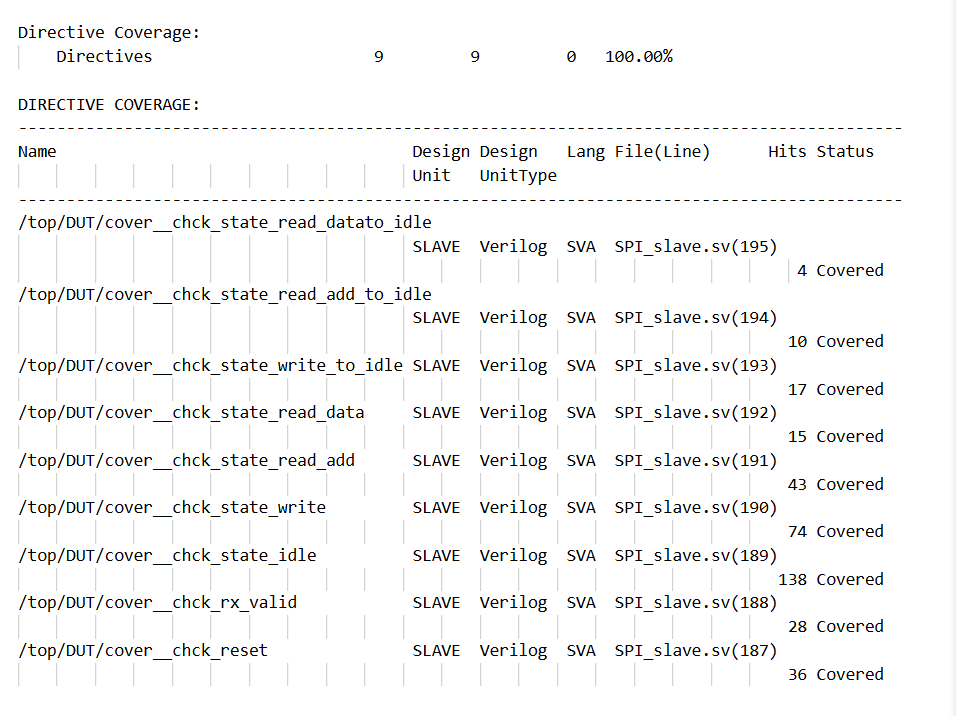 Directive Coverage:
    Directives                       9         9         0   100.00%

DIRECTIVE COVERAGE:
--------------------------------------------------------------------------------------------
Name                                     Design Design   Lang File(Line)      Hits Status
                                         Unit   UnitType
--------------------------------------------------------------------------------------------
/top/DUT/cover__chck_state_read_datato_idle
                                         SLAVE  Verilog  SVA  SPI_slave.sv(195)
                                                                                 4 Covered
/top/DUT/cover__chck_state_read_add_to_idle
                                         SLAVE  Verilog  SVA  SPI_slave.sv(194)
                                                                                10 Covered
/top/DUT/cover__chck_state_write_to_idle SLAVE  Verilog  SVA  SPI_slave.sv(193)
                                                                                17 Covered
/top/DUT/cover__chck_state_read_data     SLAVE  Verilog  SVA  SPI_slave.sv(192)
                                                                                15 Covered
/top/DUT/cover__chck_state_read_add      SLAVE  Verilog  SVA  SPI_slave.sv(191)
                                                                                43 Covered
/top/DUT/cover__chck_state_write         SLAVE  Verilog  SVA  SPI_slave.sv(190)
                                                                                74 Covered
/top/DUT/cover__chck_state_idle          SLAVE  Verilog  SVA  SPI_slave.sv(189)
                                                                               138 Covered
/top/DUT/cover__chck_rx_valid            SLAVE  Verilog  SVA  SPI_slave.sv(188)
                                                                                28 Covered
/top/DUT/cover__chck_reset               SLAVE  Verilog  SVA  SPI_slave.sv(187)
                                                                                36 Covered